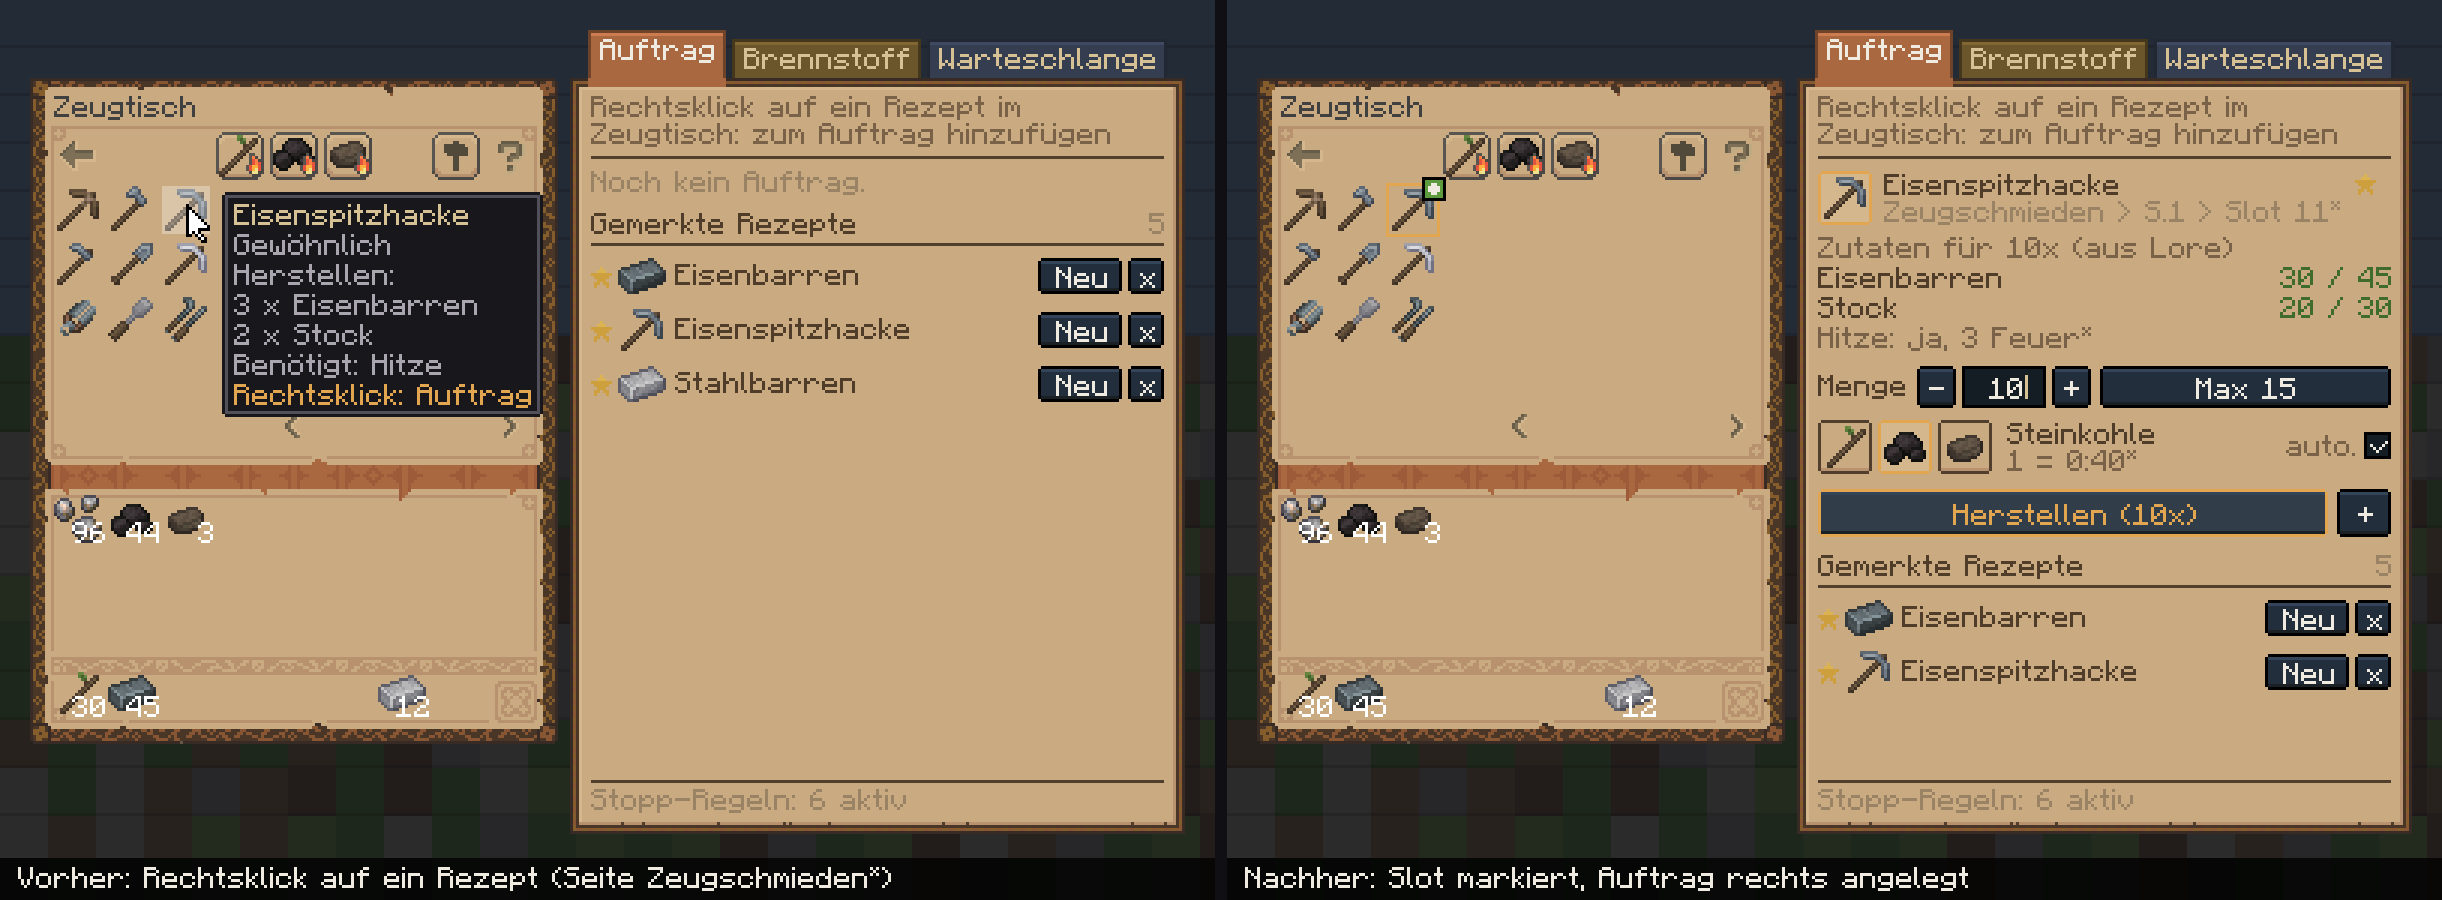 Auftrag
Brennstoff
Warteschlange
Zeugtisch
?
Eisenspitzhacke
Gewöhnlich
Herstellen:
3 x Eisenbarren
2 x Stock
Benötigt: Hitze
Rechtsklick: Auftrag
96 44 3
30 45 12
Rechtsklick auf ein Rezept im
Zeugtisch: zum Auftrag hinzufügen
Noch kein Auftrag.
Gemerkte Rezepte 5
Eisenbarren Neu x
Eisenspitzhacke Neu x
Stahlbarren Neu x
Stopp-Regeln: 6 aktiv
Vorher: Rechtsklick auf ein Rezept (Seite Zeugschmieden*)
Auftrag
Brennstoff
Warteschlange
Zeugtisch
?
96 44 3
30 45 12
Rechtsklick auf ein Rezept im
Zeugtisch: zum Auftrag hinzufügen
Eisenspitzhacke
Zeugschmieden > S.1 > Slot 11*
Zutaten für 10x (aus Lore)
Eisenbarren 30 / 45
Stock 20 / 30
Hitze: ja, 3 Feuer*
Menge - 10 + Max 15
Steinkohle
1 = 0:40*
auto.
Herstellen (10x) +
Gemerkte Rezepte 5
Eisenbarren Neu x
Eisenspitzhacke Neu x
Stopp-Regeln: 6 aktiv
Nachher: Slot markiert, Auftrag rechts angelegt